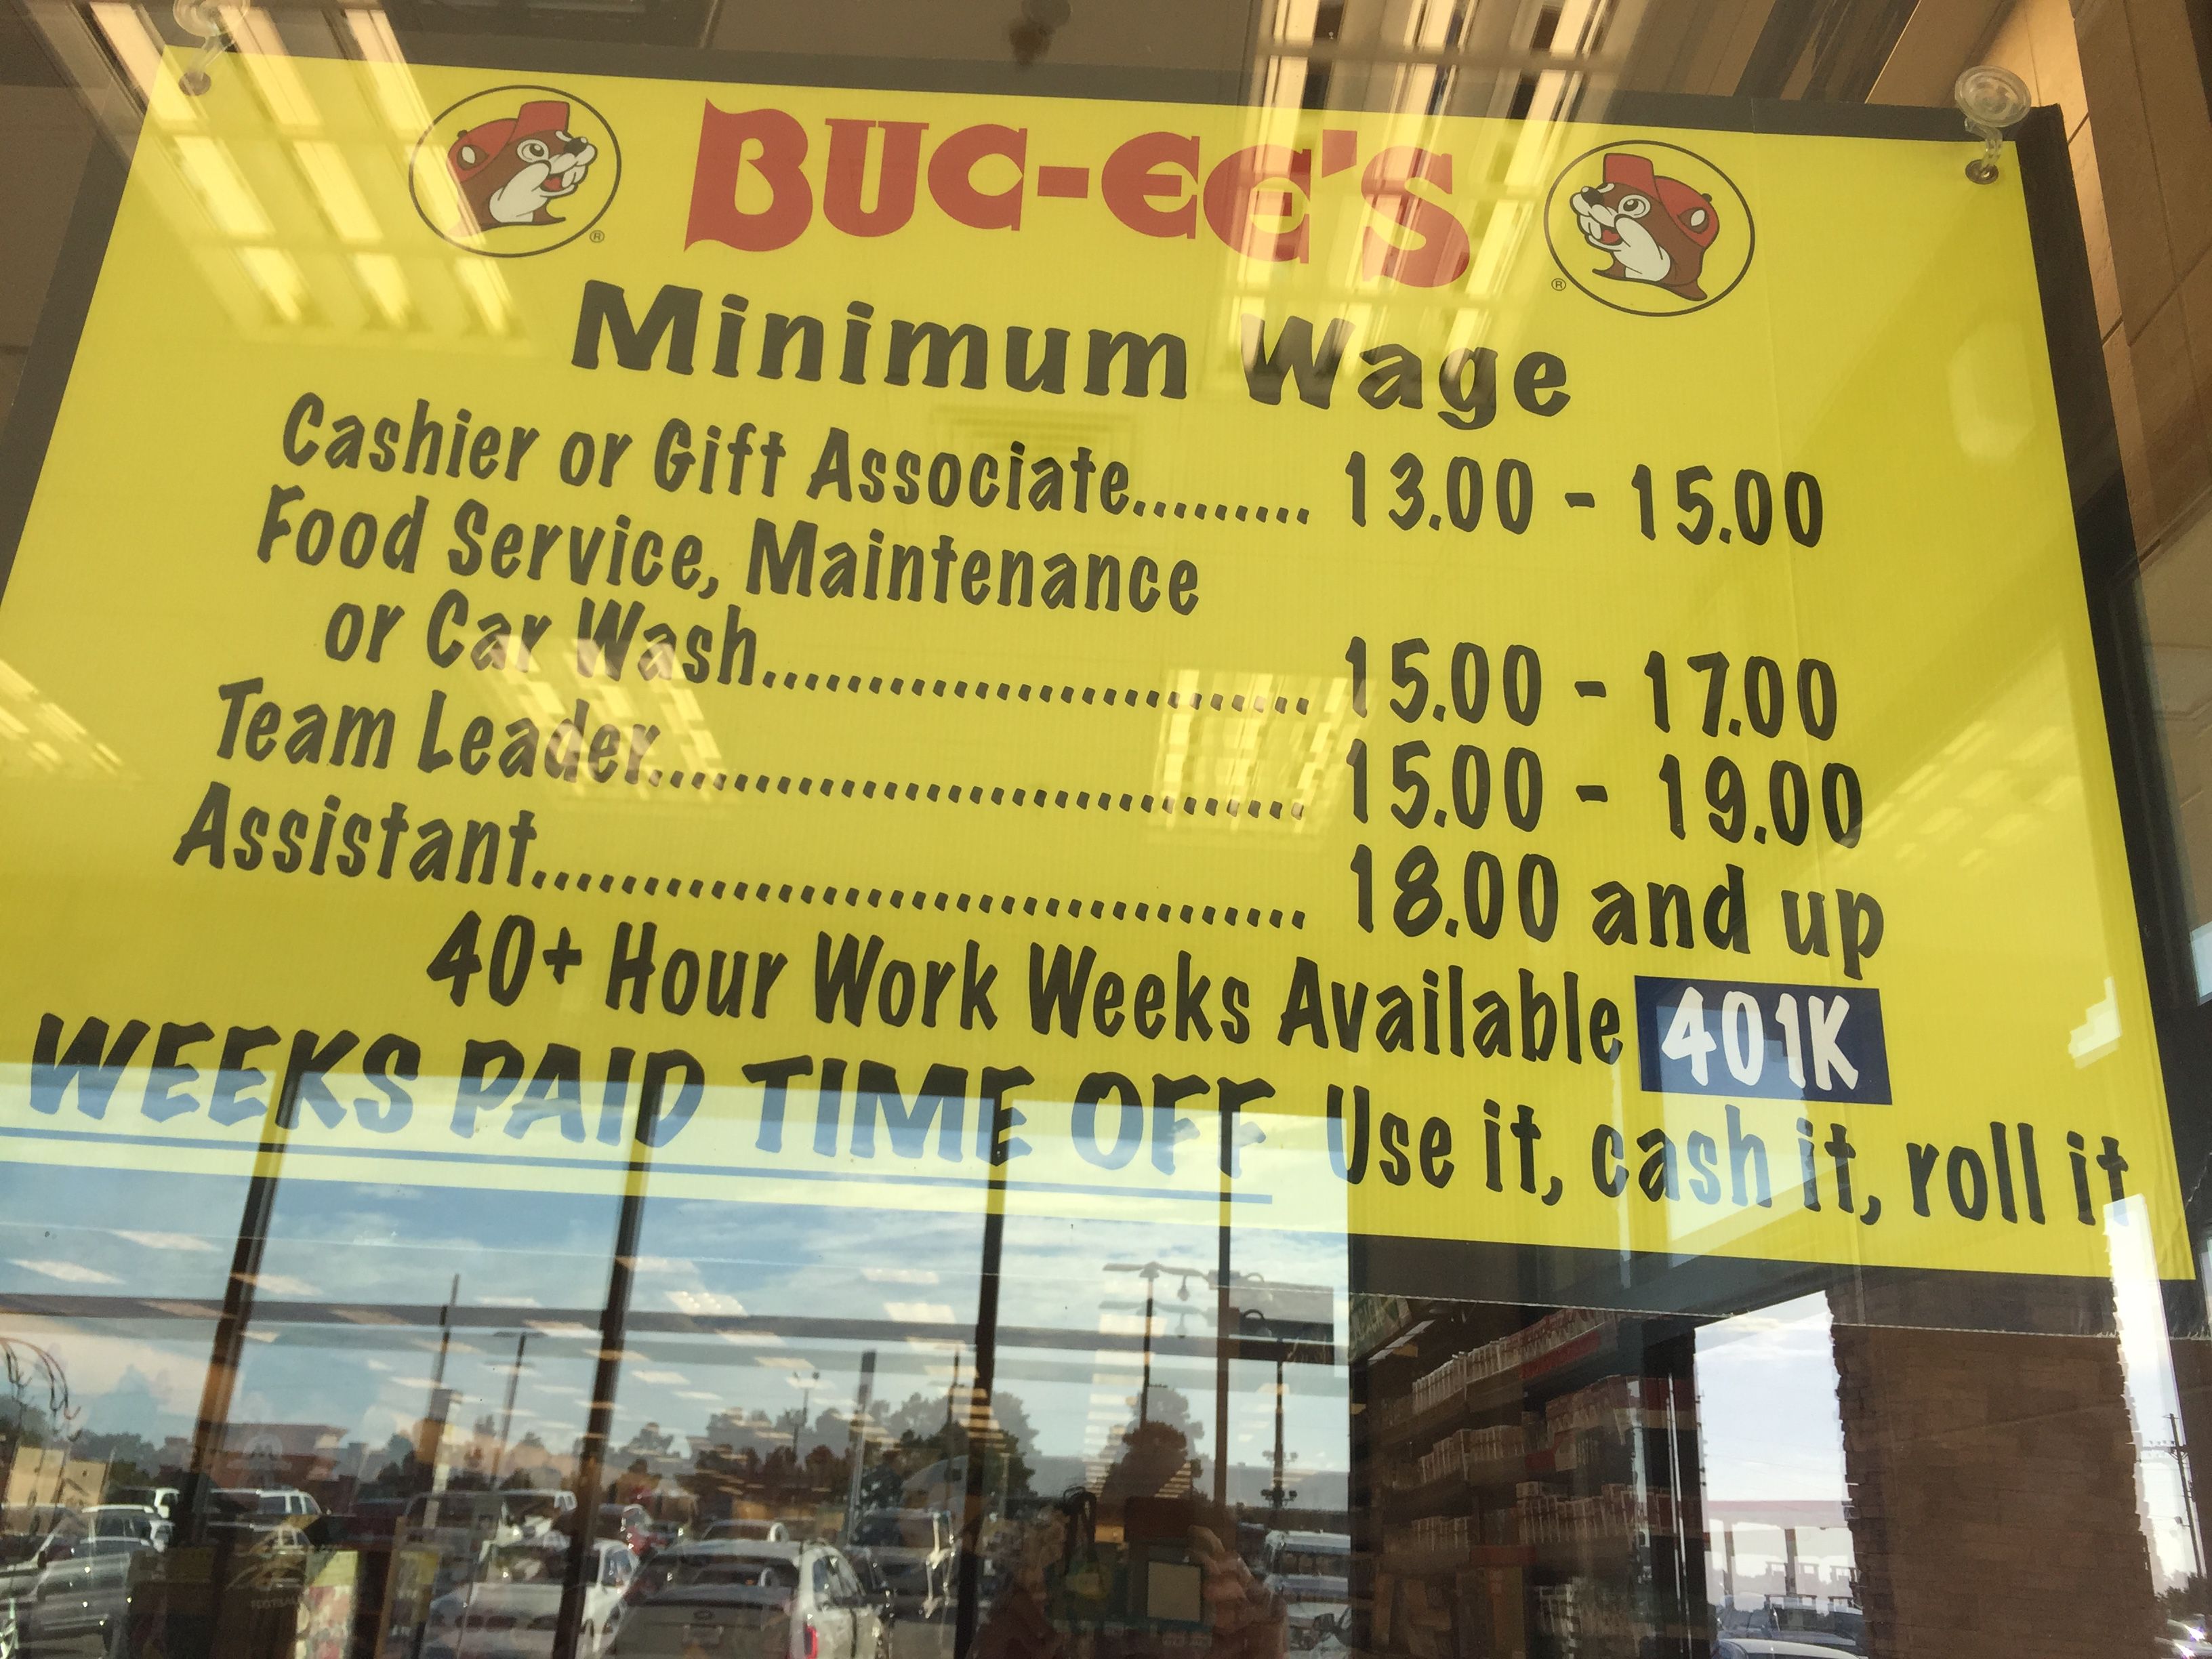 BUC-EE'S
Minimum Wage
Cashier or Gift Associate......... 13.00 - 15.00
Food Service, Maintenance
or Car Wash............................ 15.00 - 17.00
Team Leader................................ 15.00 - 19.00
Assistant....................................... 18.00 and up
40+ Hour Work Weeks Available 401K
WEEKS PAID TIME OFF Use it, cash it, roll it